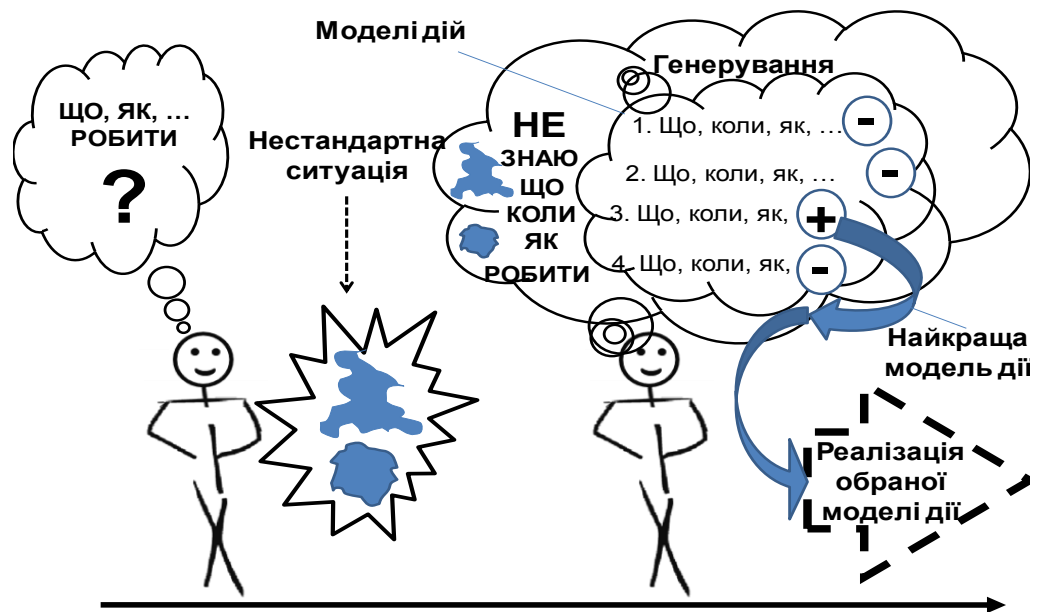 ЩО, ЯК, …
РОБИТИ
?
Нестандартна
ситуація
Моделі дій
Генерування
НЕ
ЗНАЮ
ЩО
КОЛИ
ЯК
РОБИТИ
1. Що, коли, як, … -
2. Що, коли, як, … -
3. Що, коли, як, +
4. Що, коли, як, -
Найкраща
модель дії
Реалізація
обраної
моделі дії